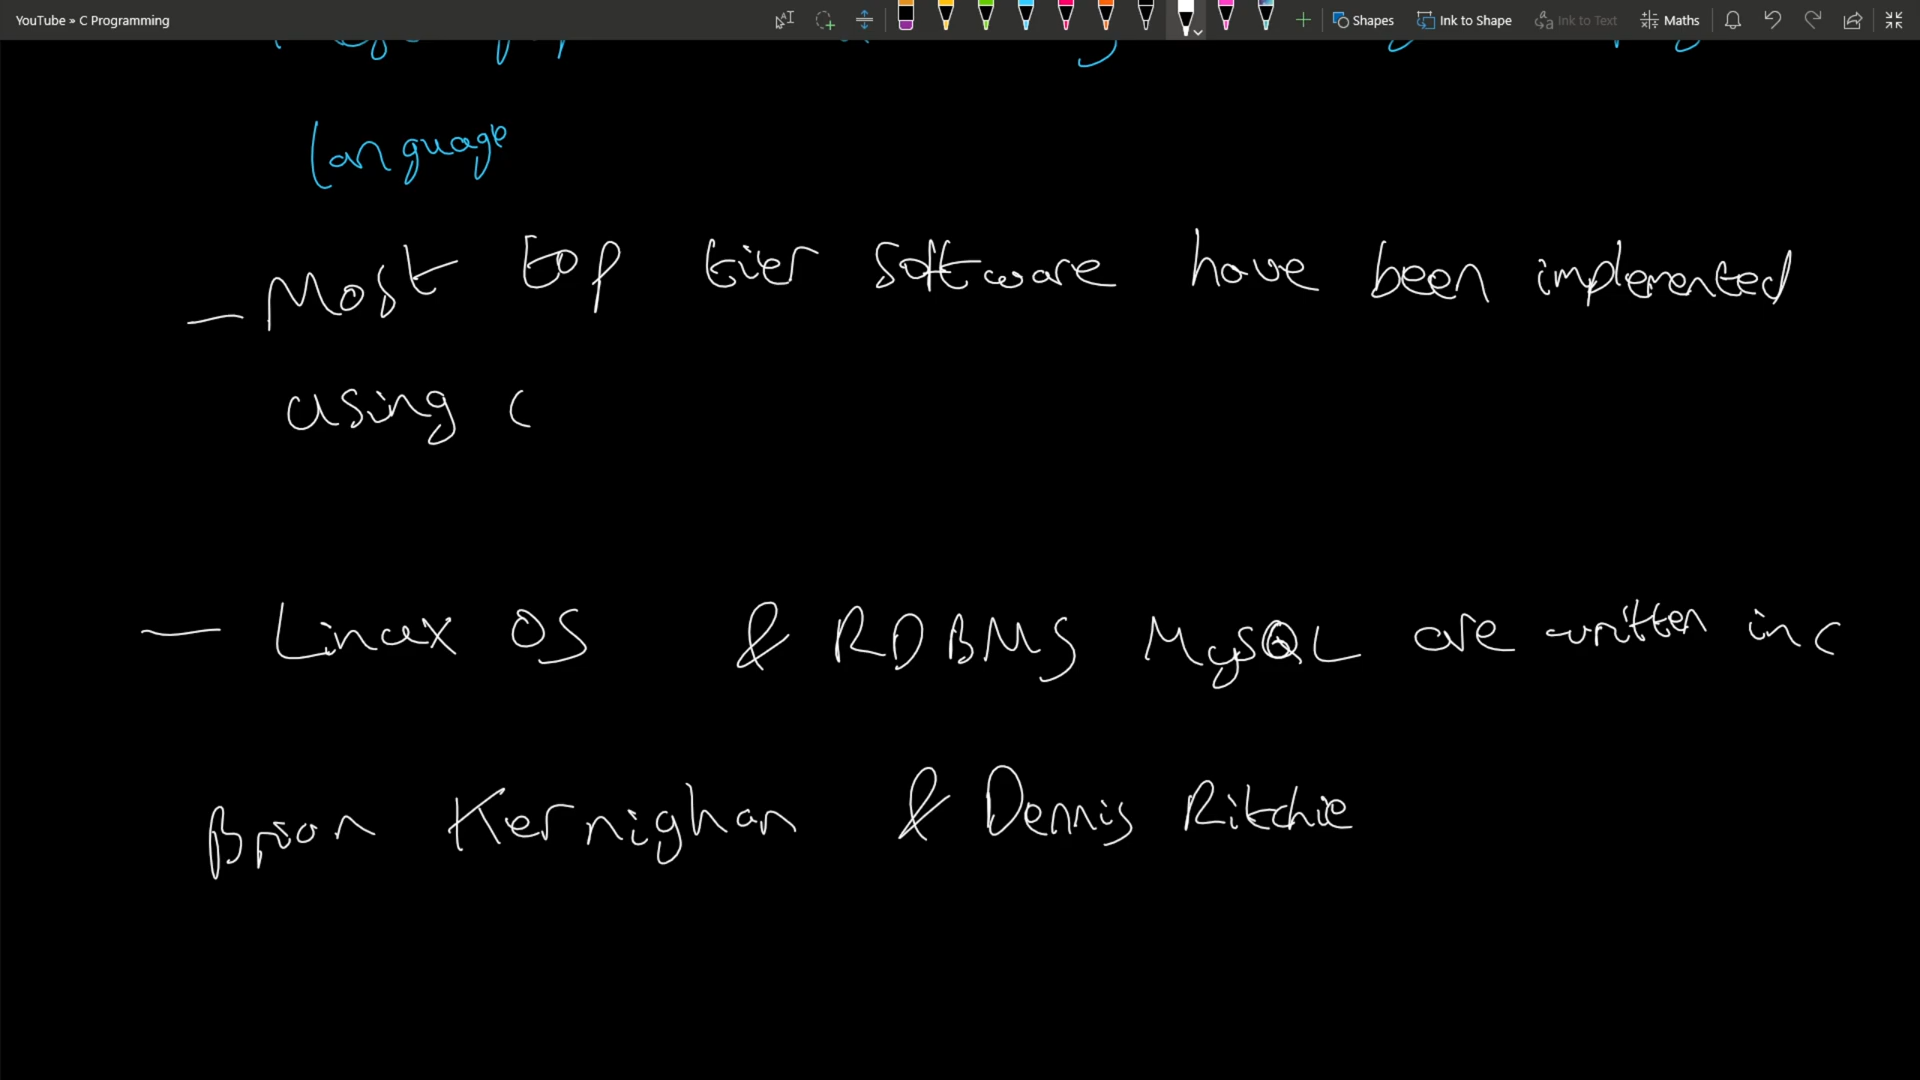 YouTube » C Programming
Shapes Ink to Shape Ink to Text Maths
language
- Most top tier software have been implemented
using C
- Linux OS & RDBMS MySQL are written in C
Brian Kernighan & Dennis Ritchie